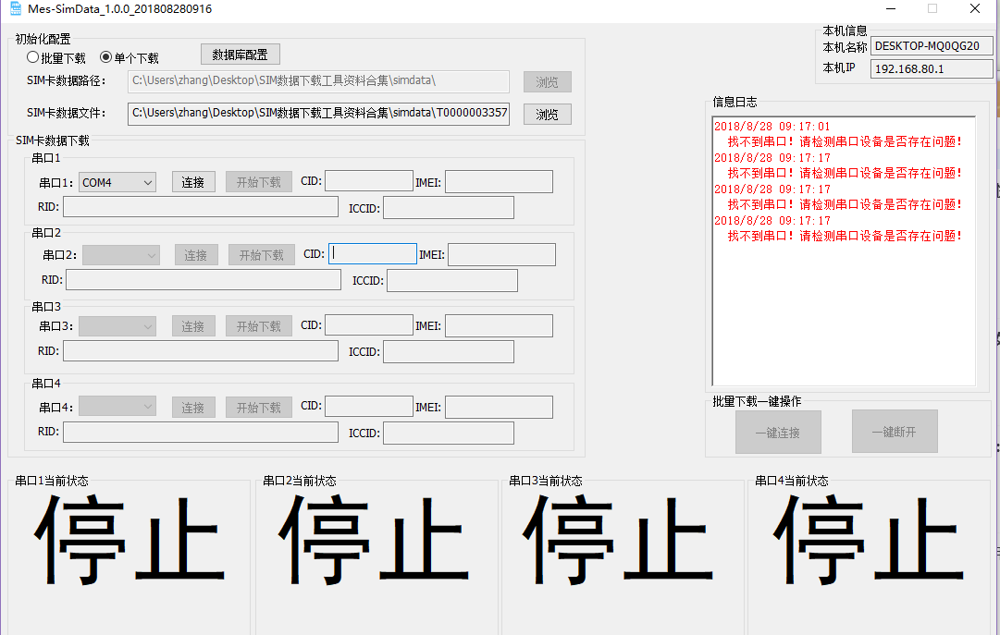 Mes-SimData_1.0.0_201808280916
初始化配置
批量下载 单个下载 数据库配置
SIM卡数据路径： C:\Users\zhang\Desktop\SIM数据下载工具资料合集\simdata\ 浏览
SIM卡数据文件： C:\Users\zhang\Desktop\SIM数据下载工具资料合集\simdata\T0000003357 浏览
本机信息
本机名称 DESKTOP-MQ0QG20
本机IP 192.168.80.1
SIM卡数据下载
串口1
串口1： COM4 连接 开始下载 CID: IMEI:
RID: ICCID:
串口2
串口2： 连接 开始下载 CID: IMEI:
RID: ICCID:
串口3
串口3： 连接 开始下载 CID: IMEI:
RID: ICCID:
串口4
串口4： 连接 开始下载 CID: IMEI:
RID: ICCID:
信息日志
2018/8/28 09:17:01
找不到串口！请检测串口设备是否存在问题！
2018/8/28 09:17:17
找不到串口！请检测串口设备是否存在问题！
2018/8/28 09:17:17
找不到串口！请检测串口设备是否存在问题！
2018/8/28 09:17:17
找不到串口！请检测串口设备是否存在问题！
批量下载一键操作
一键连接 一键断开
串口1当前状态 串口2当前状态 串口3当前状态 串口4当前状态
停止 停止 停止 停止